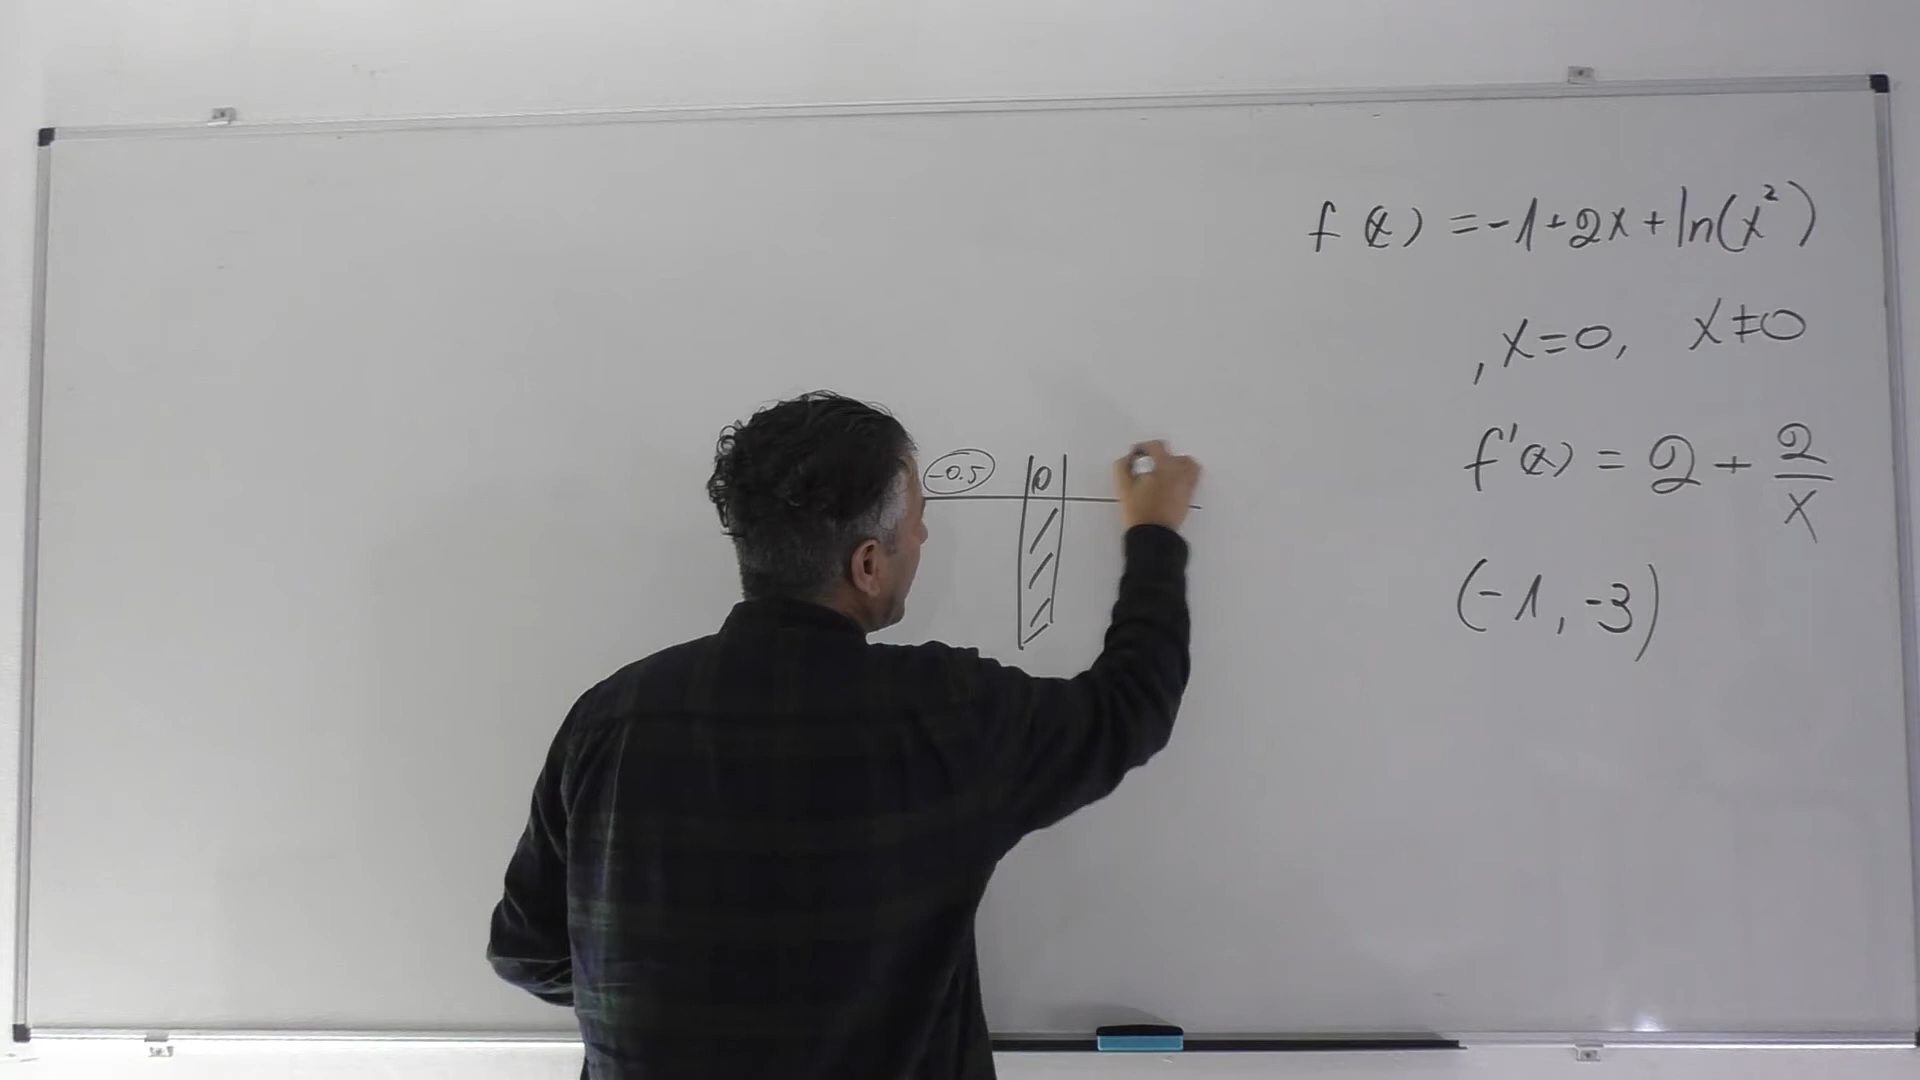 f(x) = -1+2x+ln(x²)
, x=0, x≠0
f'(x) = 2 + 2/x
(-1, -3)
-0.5 0